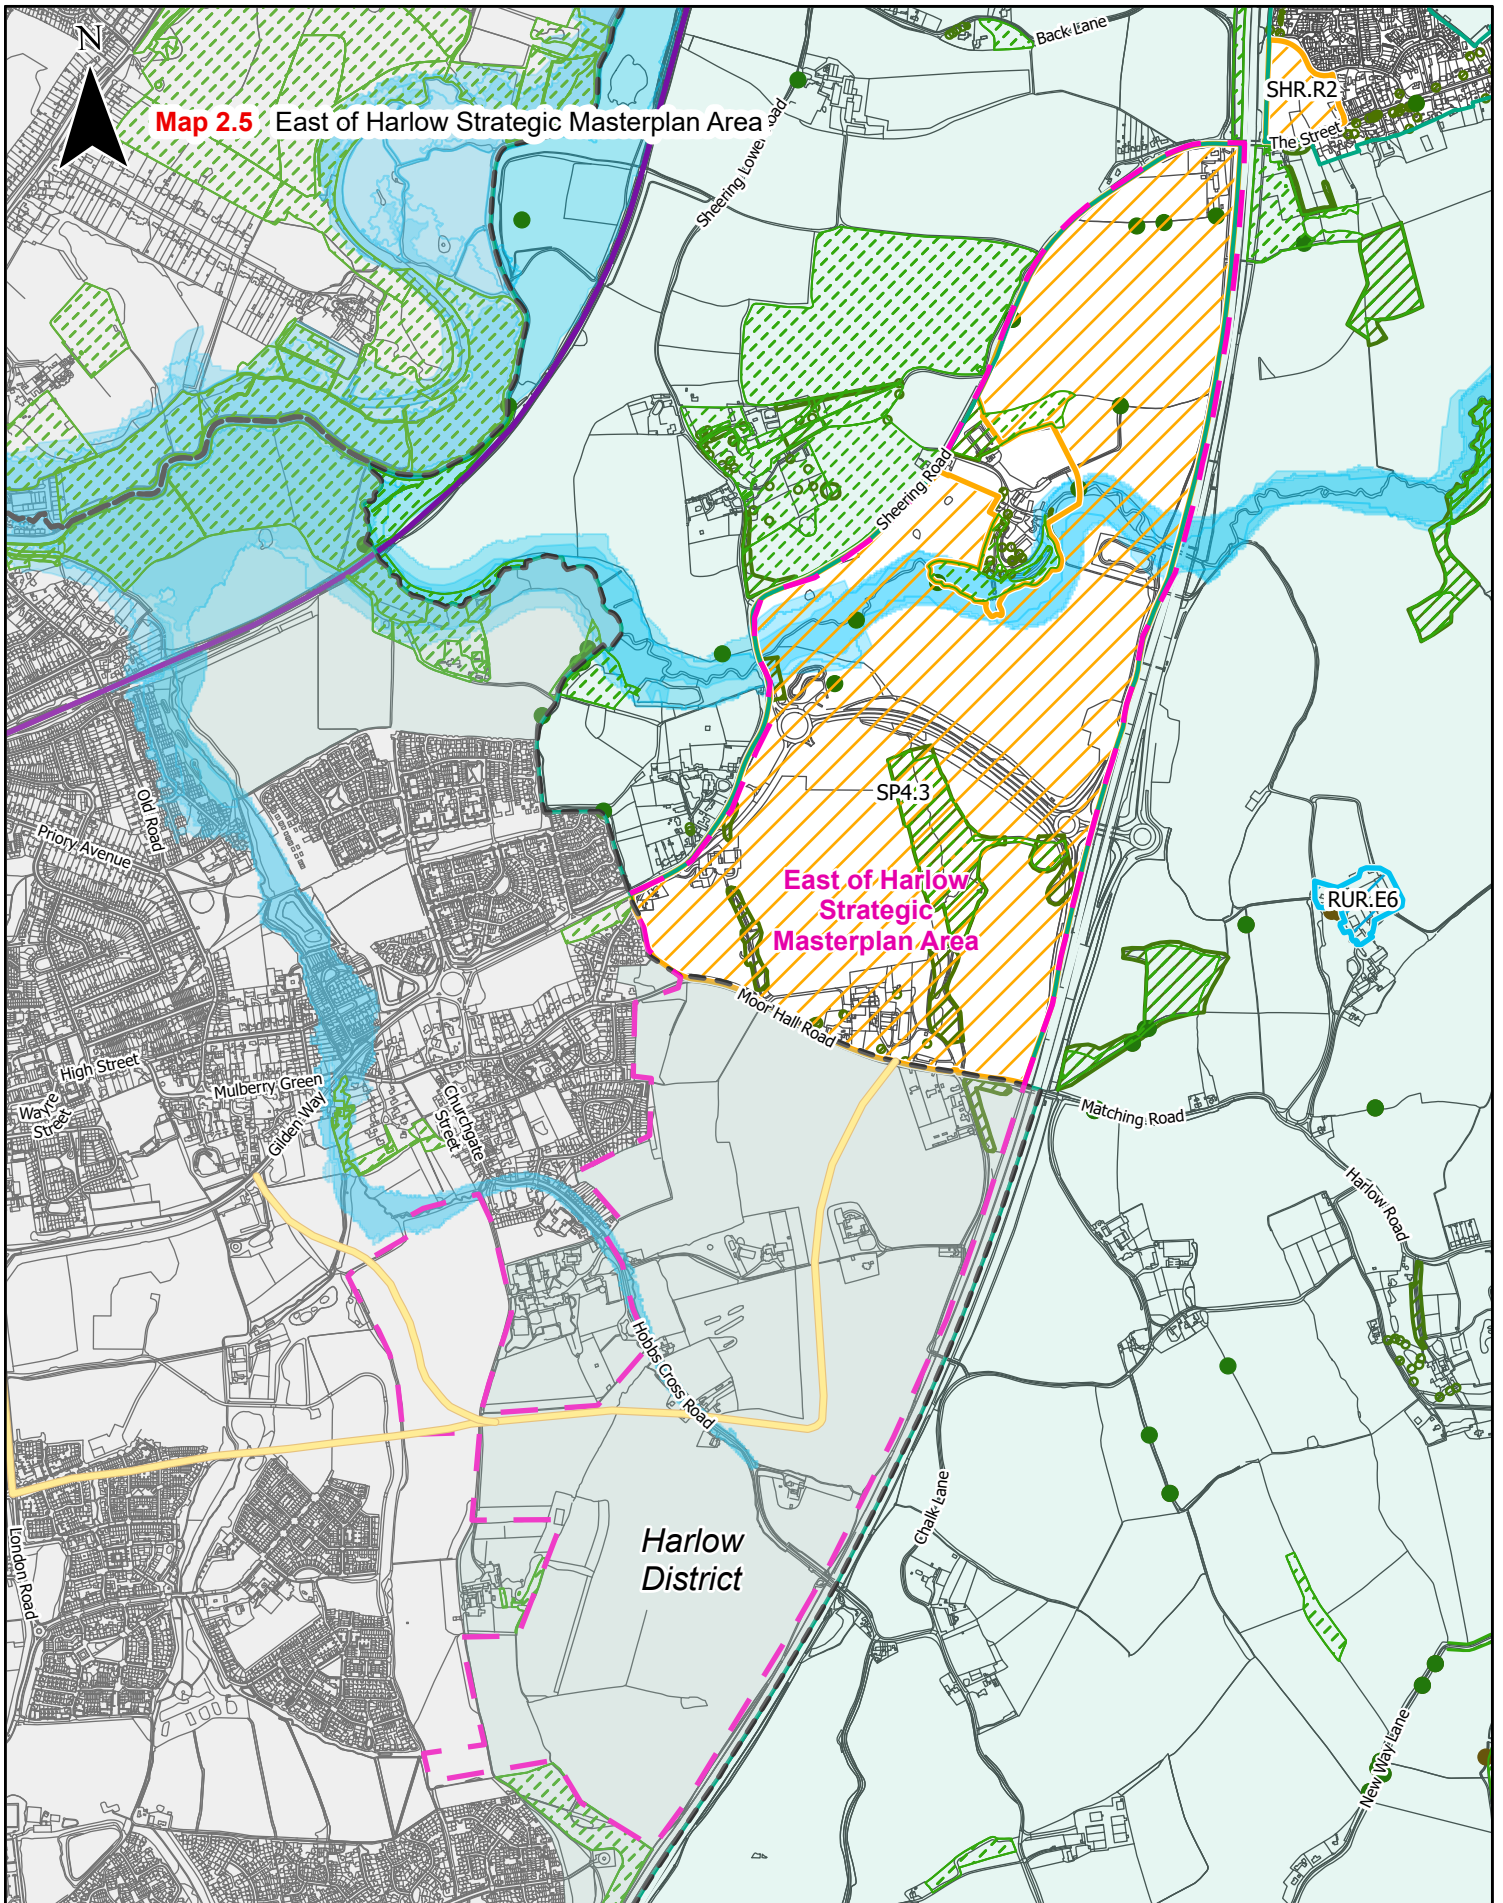 N
Back Lane
SHR.R2
Map 2.5 East of Harlow Strategic Masterplan Area
The Street
Sheering Lower Road
Sheering Road
SP4.3
Old Road
Priory Avenue
East of Harlow
Strategic
Masterplan Area
RUR.E6
Moor Hall Road
High Street
Mulberry Green
Wayre
Street
Gilden Way
Churchgate
Street
Matching Road
Harlow Road
Hobbs Cross Road
Chalk Lane
Harlow
District
London Road
New Way Lane